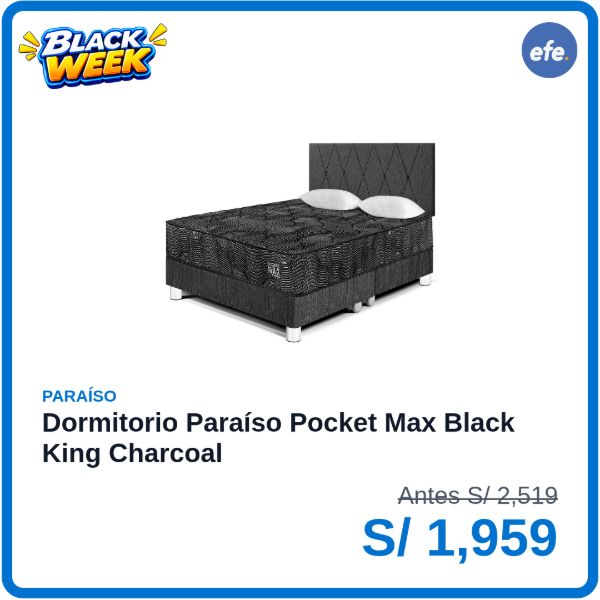 BLACK
WEEK
efe.
PARAÍSO
Dormitorio Paraíso Pocket Max Black
King Charcoal
Antes S/ 2,519
S/ 1,959